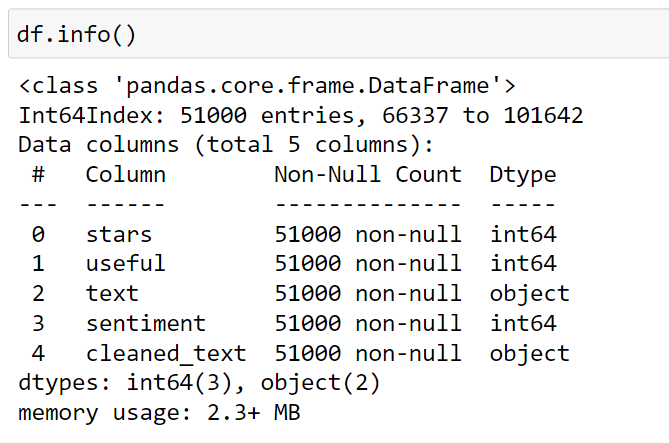 df.info()
<class 'pandas.core.frame.DataFrame'>
Int64Index: 51000 entries, 66337 to 101642
Data columns (total 5 columns):
 #   Column        Non-Null Count  Dtype
---  ------        --------------  -----
 0   stars         51000 non-null  int64
 1   useful        51000 non-null  int64
 2   text          51000 non-null  object
 3   sentiment     51000 non-null  int64
 4   cleaned_text  51000 non-null  object
dtypes: int64(3), object(2)
memory usage: 2.3+ MB